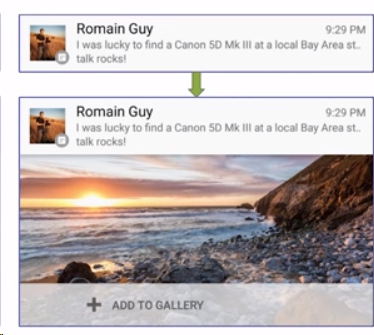 Romain Guy 9:29 PM
I was lucky to find a Canon 5D Mk III at a local Bay Area st..
talk rocks!
Romain Guy 9:29 PM
I was lucky to find a Canon 5D Mk III at a local Bay Area st..
talk rocks!
ADD TO GALLERY